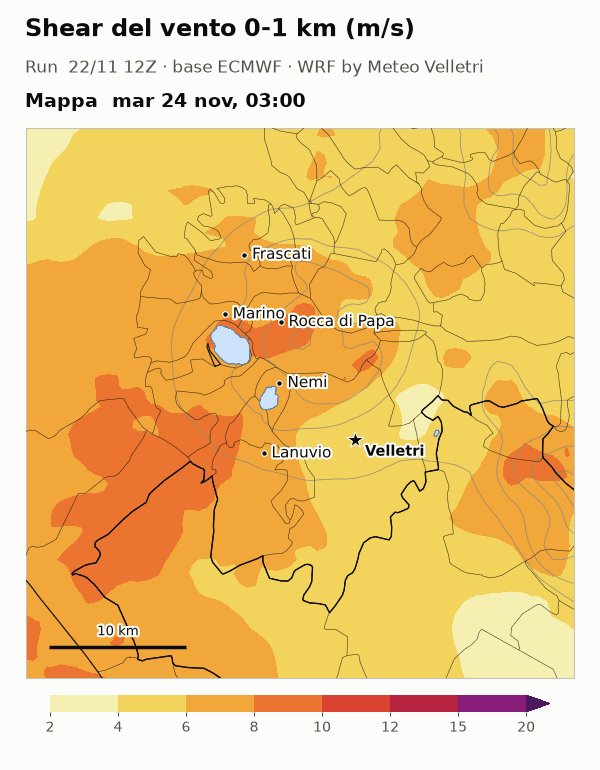 Shear del vento 0-1 km (m/s)
Run  22/11 12Z · base ECMWF · WRF by Meteo Velletri
Mappa  mar 24 nov, 03:00
Frascati
Marino
Rocca di Papa
Nemi
Velletri
Lanuvio
10 km
2 4 6 8 10 12 15 20